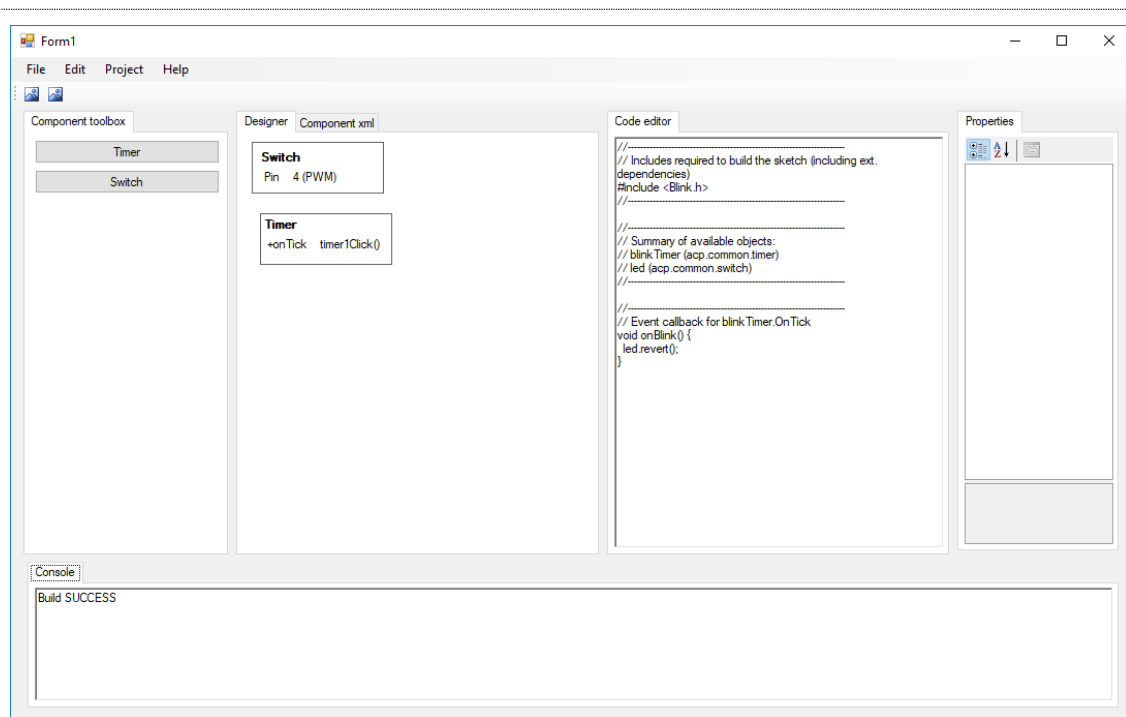 Form1
File Edit Project Help
Component toolbox
Timer
Switch
Designer Component xml
Switch
Pin 4 (PWM)
Timer
+onTick timer1Click()
Code editor
//------------------------------------------------------
// Includes required to build the sketch (including ext.
dependencies)
#include <Blink.h>
//------------------------------------------------------
//------------------------------------------------------
// Summary of available objects:
// blinkTimer (acp.common.timer)
// led (acp.common.switch)
//------------------------------------------------------
//------------------------------------------------------
// Event callback for blinkTimer.OnTick
void onBlink() {
led.revert();
}
Properties
Console
Build SUCCESS